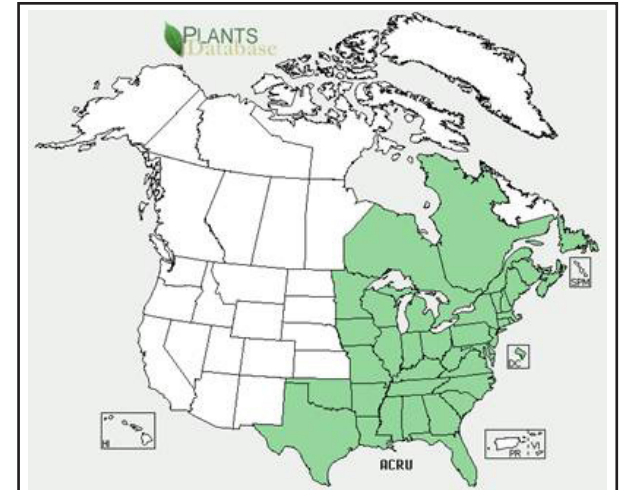 PLANTS
Database
SPM
DC
HI
PR VI
ACRU